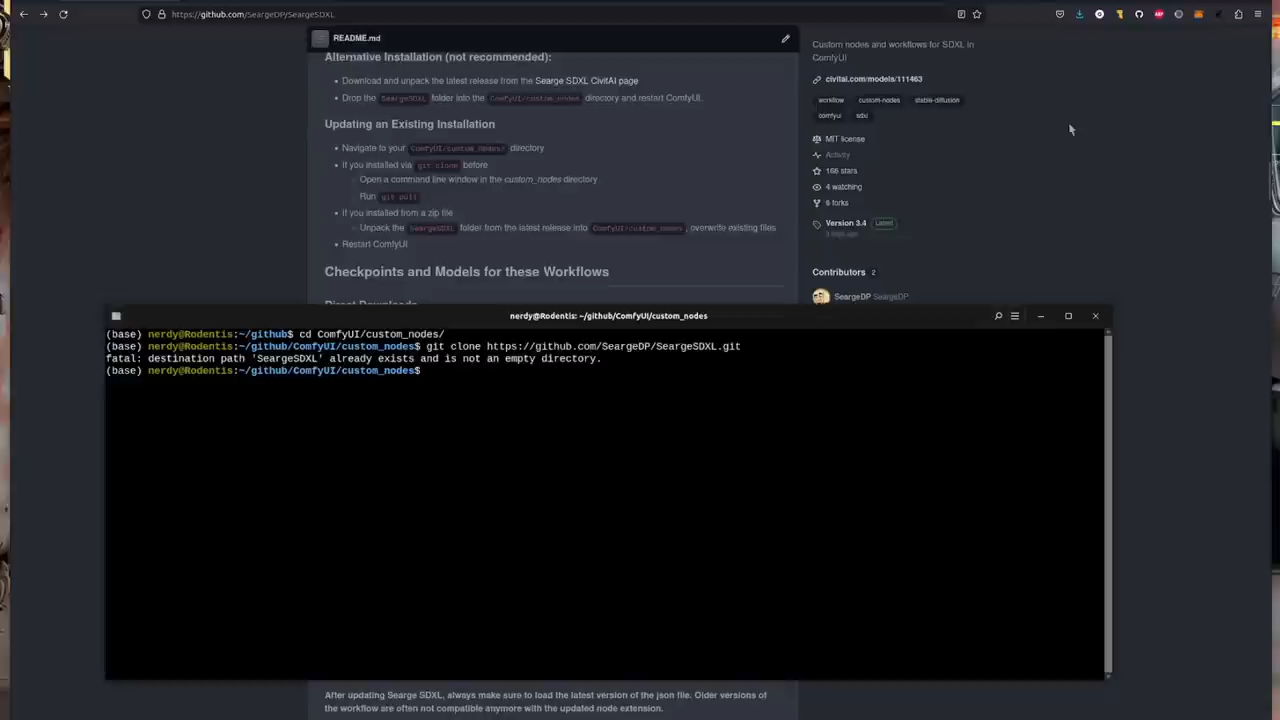 https://github.com/SeargeDP/SeargeSDXL
README.md
Alternative Installation (not recommended):
Download and unpack the latest release from the Searge SDXL CivitAI page
Drop the SeargeSDXL folder into the ComfyUI/custom_nodes directory and restart ComfyUI.
Updating an Existing Installation
Navigate to your ComfyUI/custom_nodes/ directory
If you installed via git clone before
Open a command line window in the custom_nodes directory
Run git pull
If you installed from a zip file
Unpack the SeargeSDXL folder from the latest release into ComfyUI/custom_nodes, overwrite existing files
Restart ComfyUI
Checkpoints and Models for these Workflows
Direct Downloads
Custom nodes and workflows for SDXL in
ComfyUI
civitai.com/models/111463
workflow custom-nodes stable-diffusion
comfyui sdxl
MIT license
Activity
166 stars
4 watching
6 forks
Version 3.4 Latest
Contributors 2
SeargeDP SeargeDP
nerdy@Rodentis: ~/github/ComfyUI/custom_nodes
(base) nerdy@Rodentis:~/github$ cd ComfyUI/custom_nodes/
(base) nerdy@Rodentis:~/github/ComfyUI/custom_nodes$ git clone https://github.com/SeargeDP/SeargeSDXL.git
fatal: destination path 'SeargeSDXL' already exists and is not an empty directory.
(base) nerdy@Rodentis:~/github/ComfyUI/custom_nodes$
After updating Searge SDXL, always make sure to load the latest version of the json file. Older versions of
the workflow are often not compatible anymore with the updated node extension.